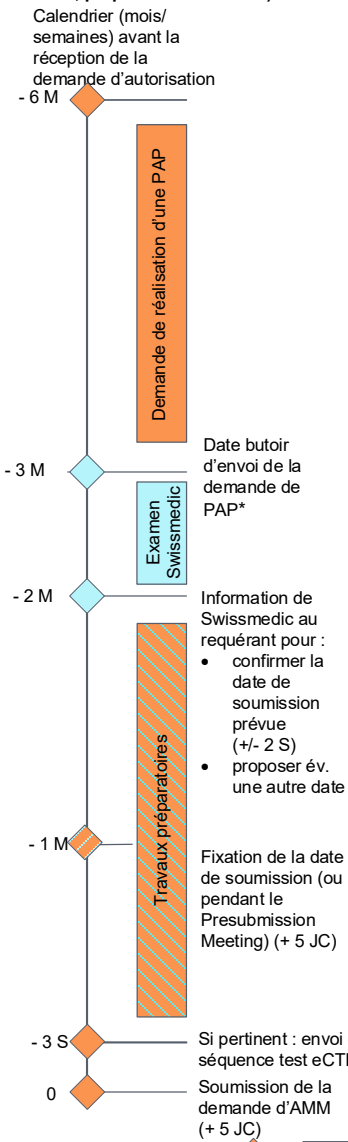 Calendrier (mois/
semaines) avant la
réception de la
demande d'autorisation
- 6 M
Demande de réalisation d'une PAP
- 3 M
Date butoir
d'envoi de la
demande de
PAP*
Examen
Swissmedic
- 2 M
Information de
Swissmedic au
requérant pour :
• confirmer la
date de
soumission
prévue
(+/- 2 S)
• proposer év.
une autre date
Travaux préparatoires
- 1 M
Fixation de la date
de soumission (ou
pendant le
Presubmission
Meeting) (+ 5 JC)
- 3 S
Si pertinent : envoi
séquence test
0
Soumission de la
demande d'AMM
(+ 5 JC)